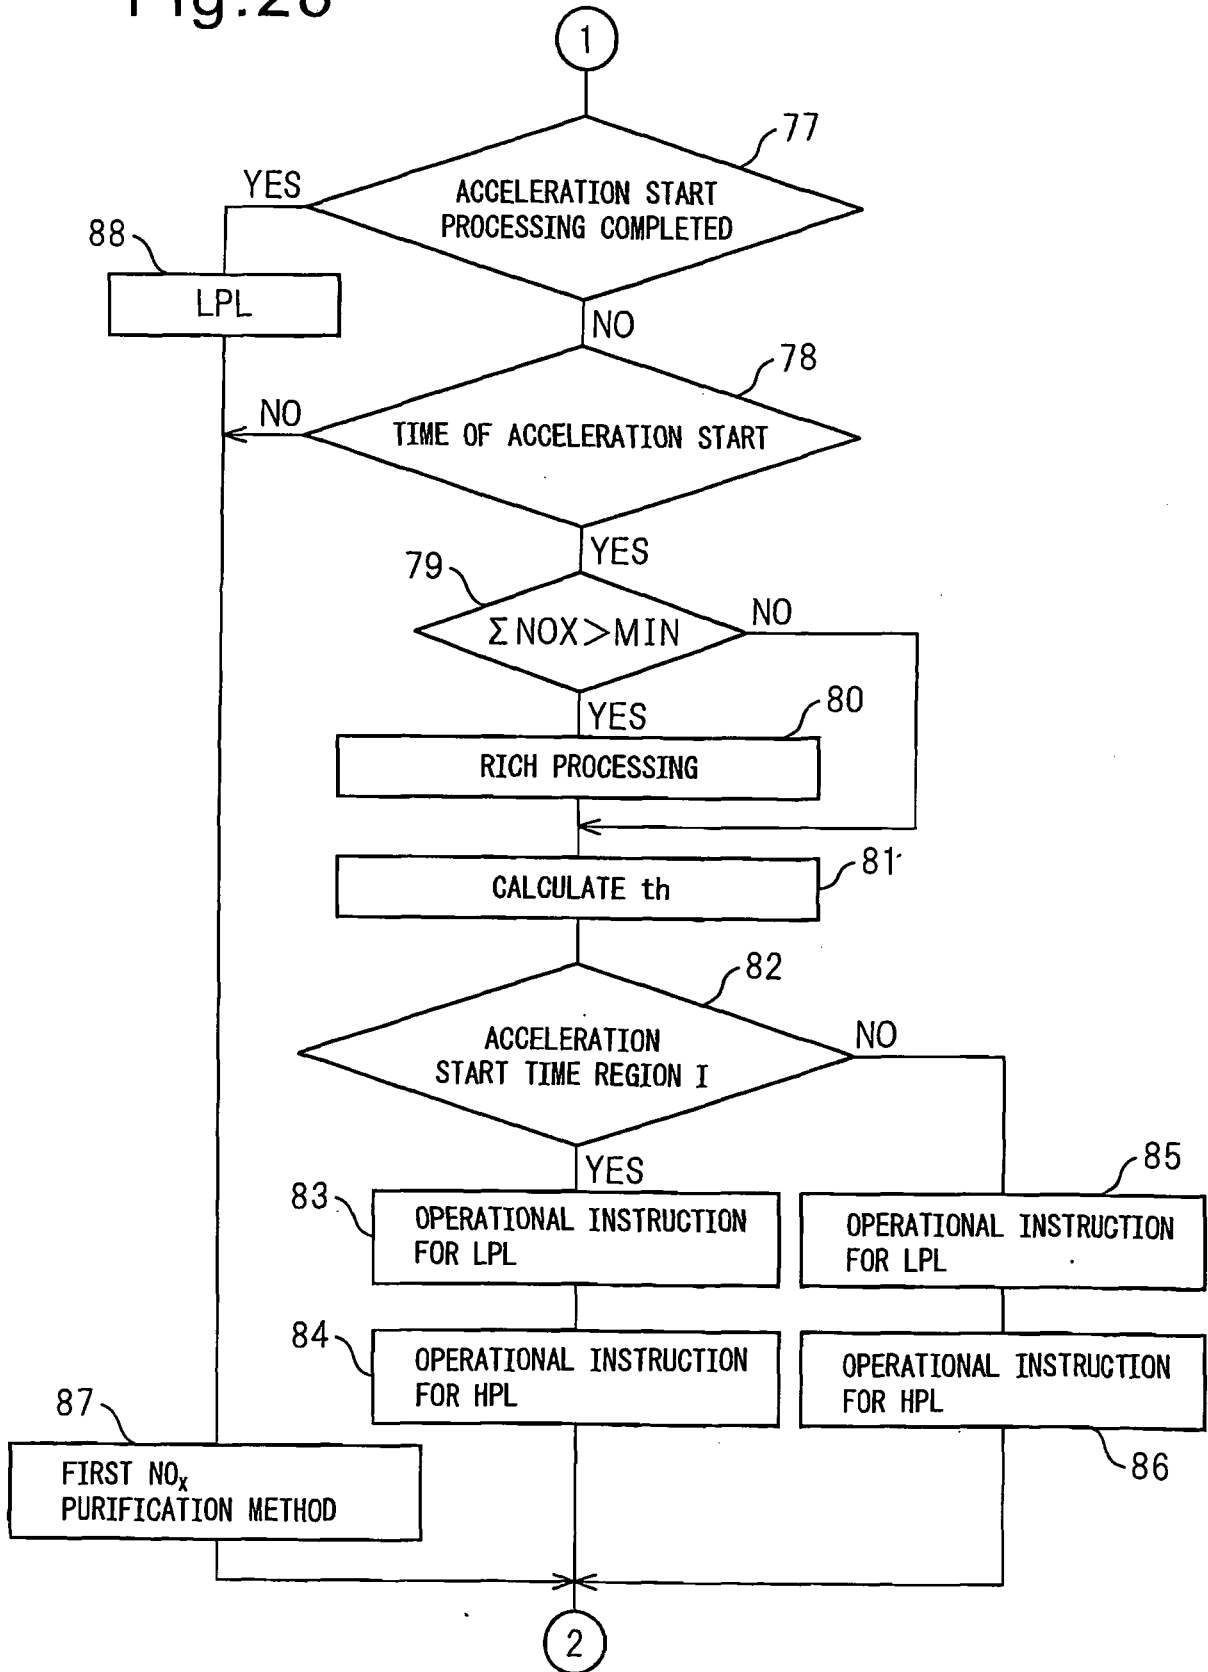 Fig.28
1
77
YES
ACCELERATION START
PROCESSING COMPLETED
88
LPL
NO
78
NO
TIME OF ACCELERATION START
YES
79
NO
ΣNOX>MIN
YES
80
RICH PROCESSING
81
CALCULATE th
82
ACCELERATION
START TIME REGION I
NO
YES
83
OPERATIONAL INSTRUCTION
FOR LPL
85
OPERATIONAL INSTRUCTION
FOR LPL
84
OPERATIONAL INSTRUCTION
FOR HPL
OPERATIONAL INSTRUCTION
FOR HPL
86
87
FIRST NOₓ
PURIFICATION METHOD
2